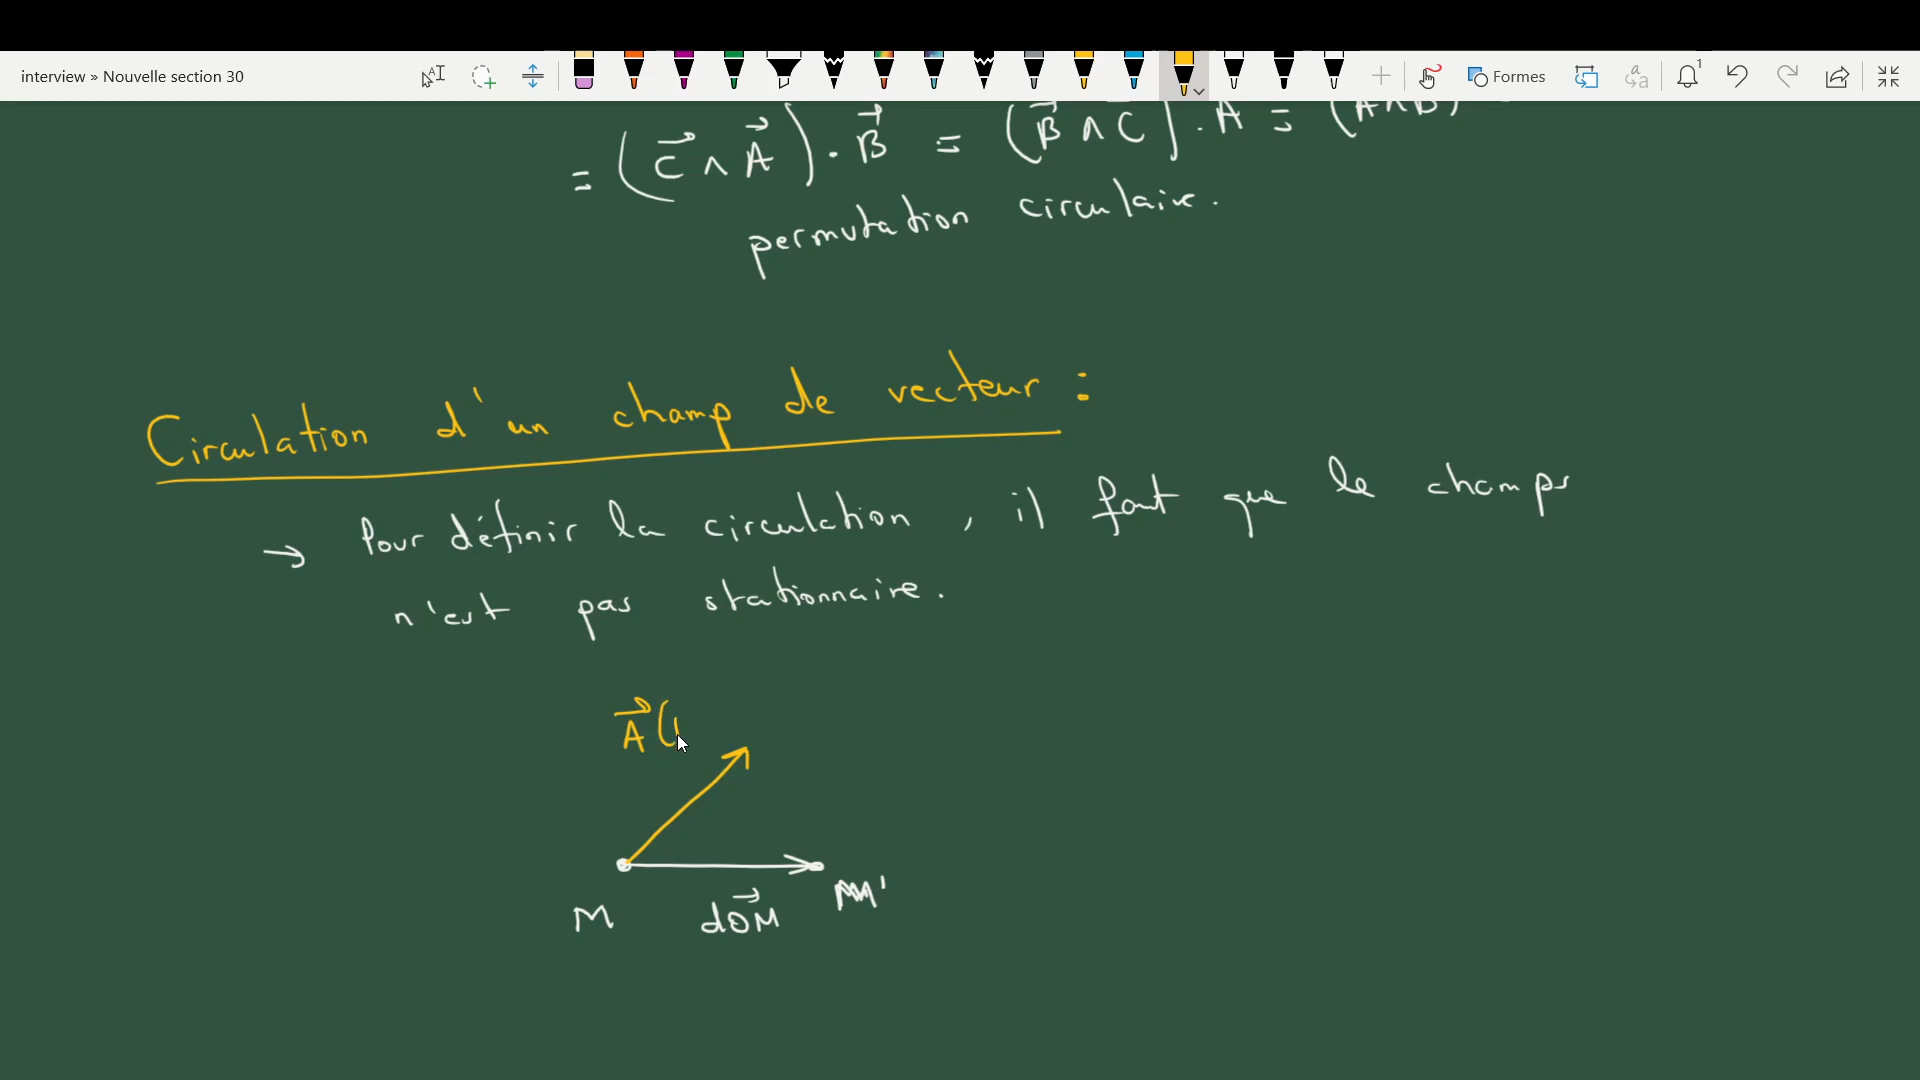 interview » Nouvelle section 30
1
Formes
= (C⃗ ∧ A⃗) · B⃗ = (B⃗ ∧ C⃗) · A = (A∧B)
permutation circulaire.
Circulation d'un champ de vecteur :
→ Pour définir la circulation, il faut que le champs
n'est pas stationnaire.
A⃗(
M dOM⃗ M'